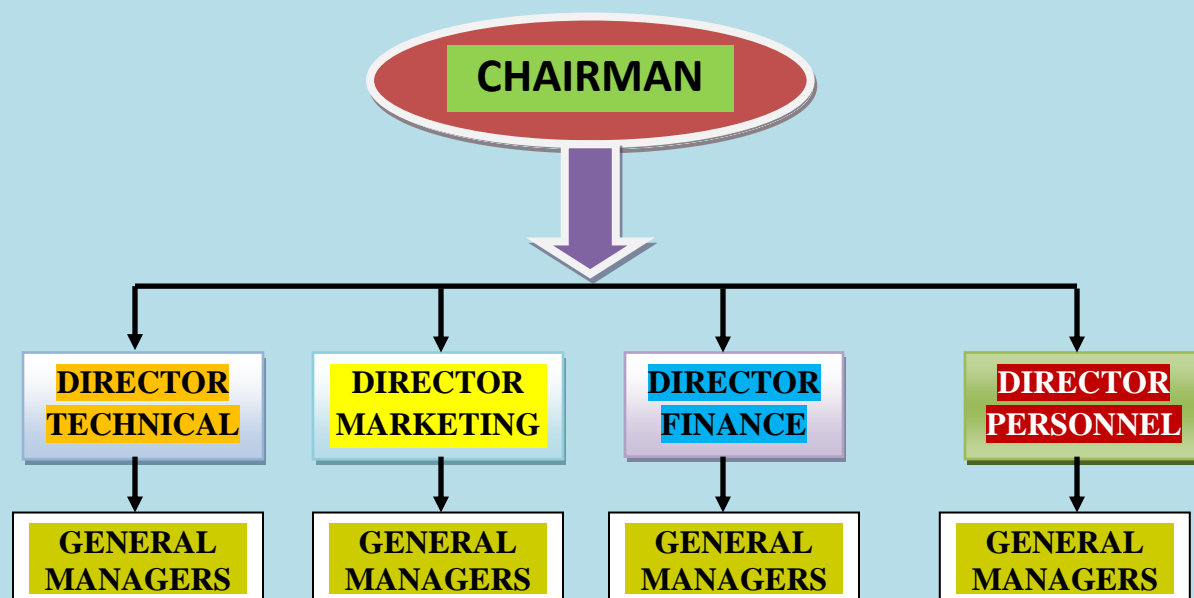 CHAIRMAN
DIRECTOR
TECHNICAL
DIRECTOR
MARKETING
DIRECTOR
FINANCE
DIRECTOR
PERSONNEL
GENERAL
MANAGERS
GENERAL
MANAGERS
GENERAL
MANAGERS
GENERAL
MANAGERS